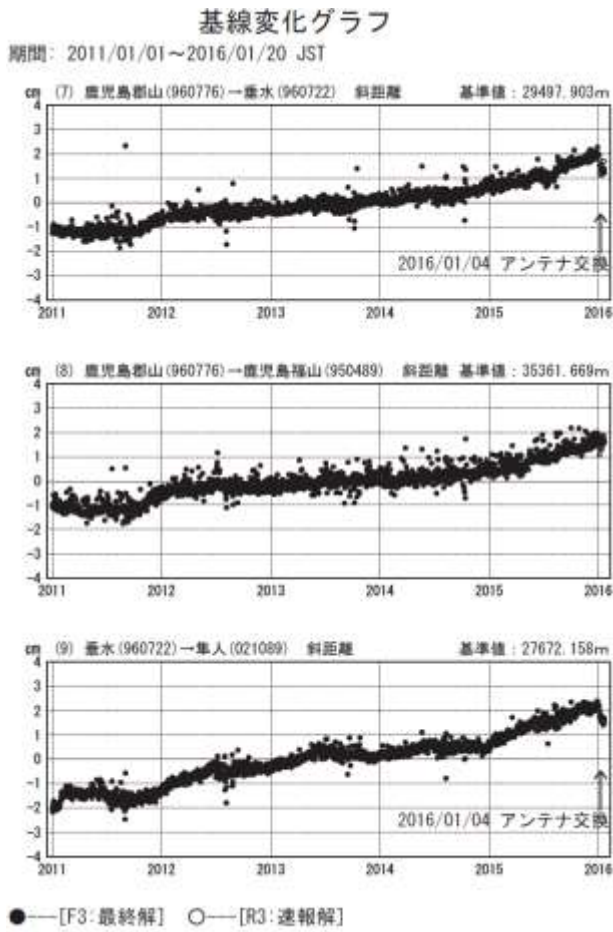 基線変化グラフ
期間: 2011/01/01～2016/01/20 JST
cm (7) 鹿児島郡山(960776)→垂水(960722) 斜距離 基準値:29497.903m
4
3
2
1
0
-1
-2
-3
-4
2016/01/04 アンテナ交換
2011 2012 2013 2014 2015 2016
cm (8) 鹿児島郡山(960776)→鹿児島福山(950489) 斜距離 基準値:35361.669m
4
3
2
1
0
-1
-2
-3
-4
2011 2012 2013 2014 2015 2016
cm (9) 垂水(960722)→隼人(021089) 斜距離 基準値:27672.158m
4
3
2
1
0
-1
-2
-3
-4
2016/01/04 アンテナ交換
2011 2012 2013 2014 2015 2016
●---[F3:最終解] ○---[R3:速報解]